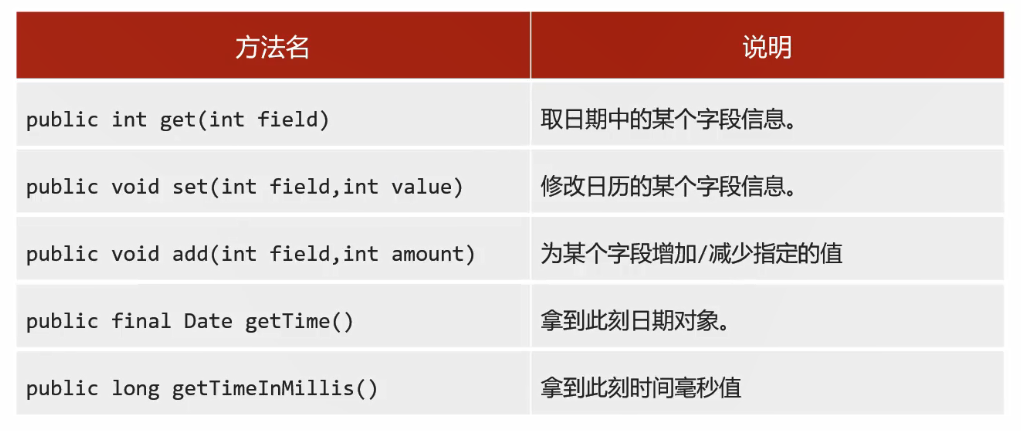 方法名 说明
public int get(int field) 取日期中的某个字段信息。
public void set(int field,int value) 修改日历的某个字段信息。
public void add(int field,int amount) 为某个字段增加/减少指定的值
public final Date getTime() 拿到此刻日期对象。
public long getTimeInMillis() 拿到此刻时间毫秒值